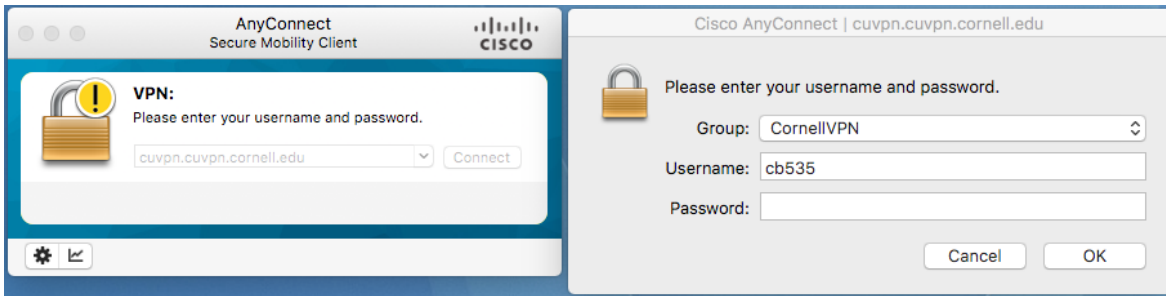 AnyConnect
Secure Mobility Client
CISCO
VPN:
Please enter your username and password.
cuvpn.cuvpn.cornell.edu
Connect
Cisco AnyConnect | cuvpn.cuvpn.cornell.edu
Please enter your username and password.
Group: CornellVPN
Username: cb535
Password:
Cancel OK